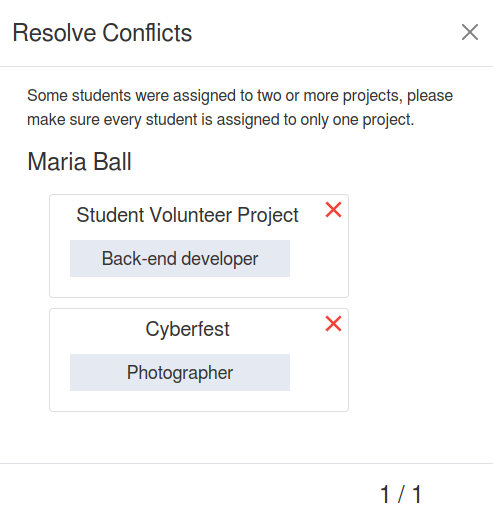 Resolve Conflicts
Some students were assigned to two or more projects, please
make sure every student is assigned to only one project.
Maria Ball
Student Volunteer Project
Back-end developer
Cyberfest
Photographer
1 / 1